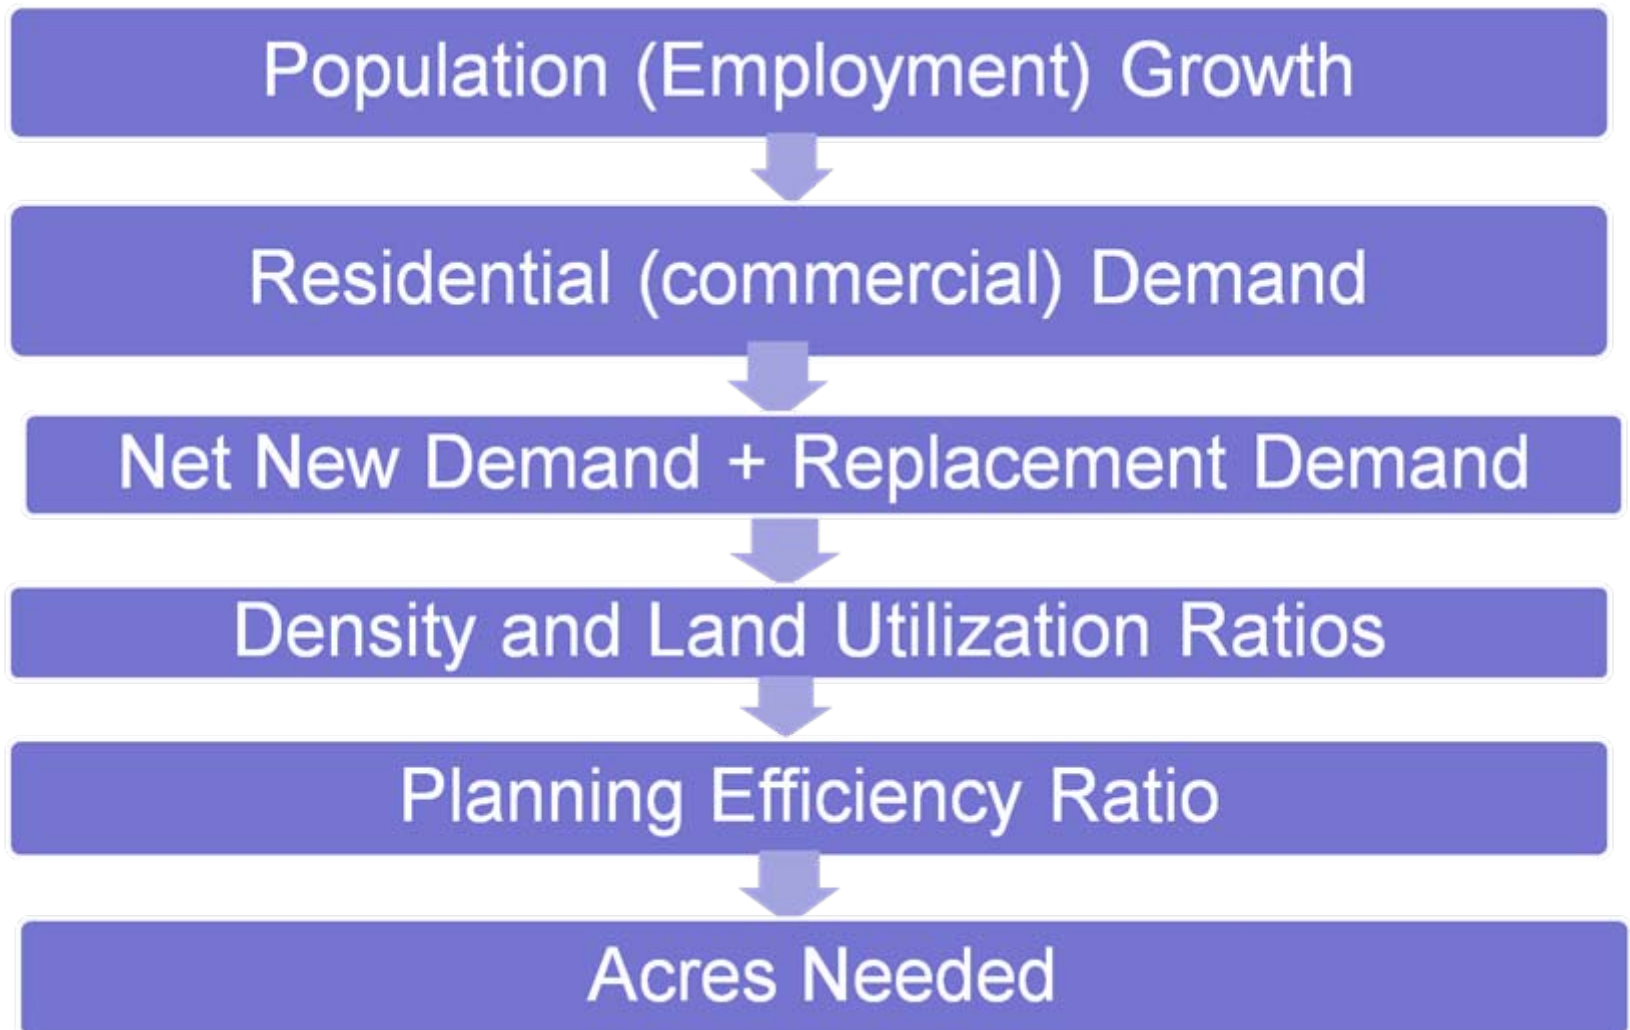 Population (Employment) Growth
Residential (commercial) Demand
Net New Demand + Replacement Demand
Density and Land Utilization Ratios
Planning Efficiency Ratio
Acres Needed